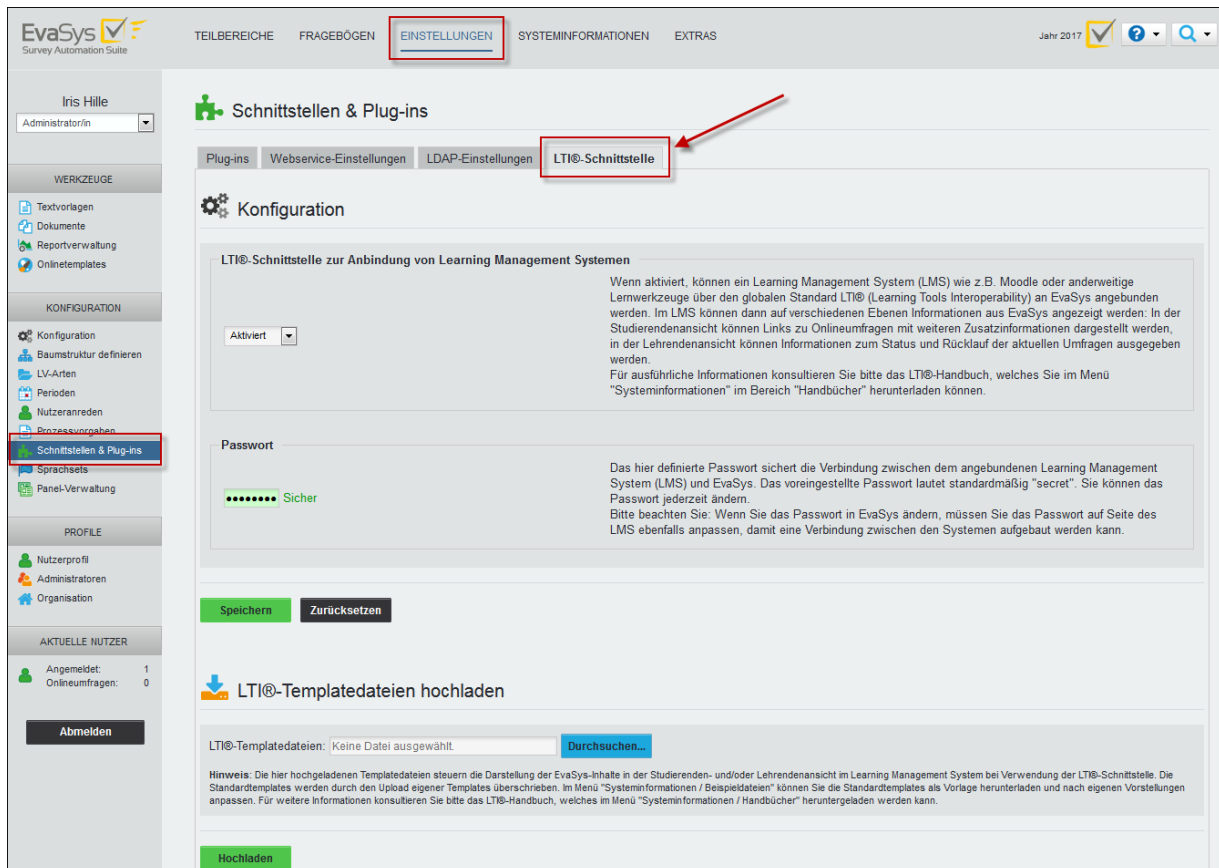 EvaSys
Survey Automation Suite
TEILBEREICHE FRAGEBÖGEN EINSTELLUNGEN SYSTEMINFORMATIONEN EXTRAS
Jahr 2017
Iris Hille
Administrator/in
WERKZEUGE
Textvorlagen
Dokumente
Reportverwaltung
Onlinetemplates
KONFIGURATION
Konfiguration
Baumstruktur definieren
LV-Arten
Perioden
Nutzeranreden
Prozessvorgaben
Schnittstellen & Plug-ins
Sprachsets
Panel-Verwaltung
PROFILE
Nutzerprofil
Administratoren
Organisation
AKTUELLE NUTZER
Angemeldet: 1
Onlineumfragen: 0
Abmelden
Schnittstellen & Plug-ins
Plug-ins Webservice-Einstellungen LDAP-Einstellungen LTI®-Schnittstelle
Konfiguration
LTI®-Schnittstelle zur Anbindung von Learning Management Systemen
Aktiviert
Wenn aktiviert, können ein Learning Management System (LMS) wie z.B. Moodle oder anderweitige
Lernwerkzeuge über den globalen Standard LTI® (Learning Tools Interoperability) an EvaSys angebunden
werden. Im LMS können dann auf verschiedenen Ebenen Informationen aus EvaSys angezeigt werden: In der
Studierendenansicht können Links zu Onlineumfragen mit weiteren Zusatzinformationen dargestellt werden,
in der Lehrendenansicht können Informationen zum Status und Rücklauf der aktuellen Umfragen ausgegeben
werden.
Für ausführliche Informationen konsultieren Sie bitte das LTI®-Handbuch, welches Sie im Menü
"Systeminformationen" im Bereich "Handbücher" herunterladen können.
Passwort
Sicher
Das hier definierte Passwort sichert die Verbindung zwischen dem angebundenen Learning Management
System (LMS) und EvaSys. Das voreingestellte Passwort lautet standardmäßig "secret". Sie können das
Passwort jederzeit ändern.
Bitte beachten Sie: Wenn Sie das Passwort in EvaSys ändern, müssen Sie das Passwort auf Seite des
LMS ebenfalls anpassen, damit eine Verbindung zwischen den Systemen aufgebaut werden kann.
Speichern Zurücksetzen
LTI®-Templatedateien hochladen
LTI®-Templatedateien: Keine Datei ausgewählt. Durchsuchen...
Hinweis: Die hier hochgeladenen Templatedateien steuern die Darstellung der EvaSys-Inhalte in der Studierenden- und/oder Lehrendenansicht im Learning Management System bei Verwendung der LTI®-Schnittstelle. Die
Standardtemplates werden durch den Upload eigener Templates überschrieben. Im Menü "Systeminformationen / Beispieldateien" können Sie die Standardtemplates als Vorlage herunterladen und nach eigenen Vorstellungen
anpassen. Für weitere Informationen konsultieren Sie bitte das LTI®-Handbuch, welches im Menü "Systeminformationen / Handbücher" heruntergeladen werden kann.
Hochladen